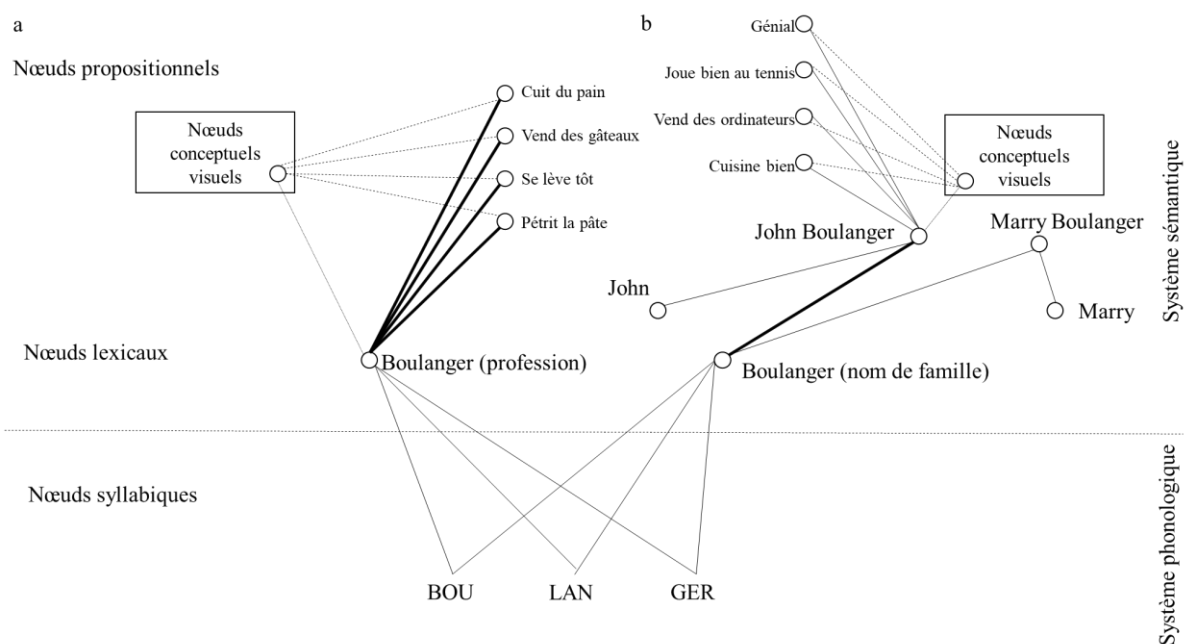 a
Nœuds propositionnels
Nœuds
conceptuels
visuels
Cuit du pain
Vend des gâteaux
Se lève tôt
Pétrit la pâte
Nœuds lexicaux
Boulanger (profession)
b
Génial
Joue bien au tennis
Vend des ordinateurs
Cuisine bien
Nœuds
conceptuels
visuels
John Boulanger
Marry Boulanger
John
Marry
Boulanger (nom de famille)
Système sémantique
Nœuds syllabiques
BOU
LAN
GER
Système phonologique